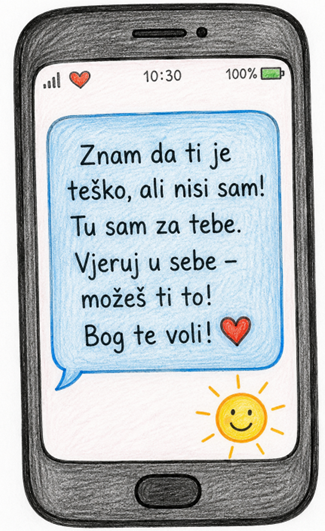 10:30 100%
Znam da ti je
teško, ali nisi sam!
Tu sam za tebe.
Vjeruj u sebe –
možeš ti to!
Bog te voli!